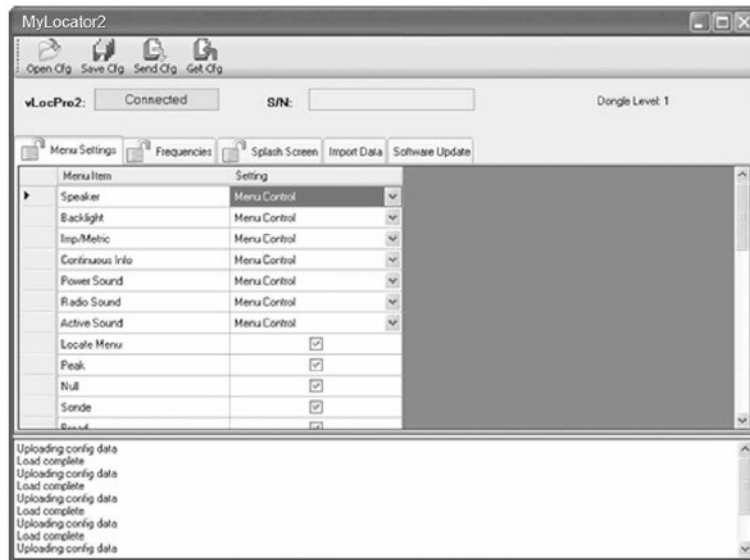 MyLocator2
Open Cfg Save Cfg Send Cfg Get Cfg
vLocPro2: Connected S/N: Dongle Level: 1
Menu Settings Frequencies Splash Screen Import Data Software Update
Menu Item Setting
Speaker Menu Control
Backlight Menu Control
Imp/Metric Menu Control
Continuous Info Menu Control
Power Sound Menu Control
Radio Sound Menu Control
Active Sound Menu Control
Locate Menu
Peak
Null
Sonde
Uploading config data
Load complete
Uploading config data
Load complete
Uploading config data
Load complete
Uploading config data
Load complete
Uploading config data